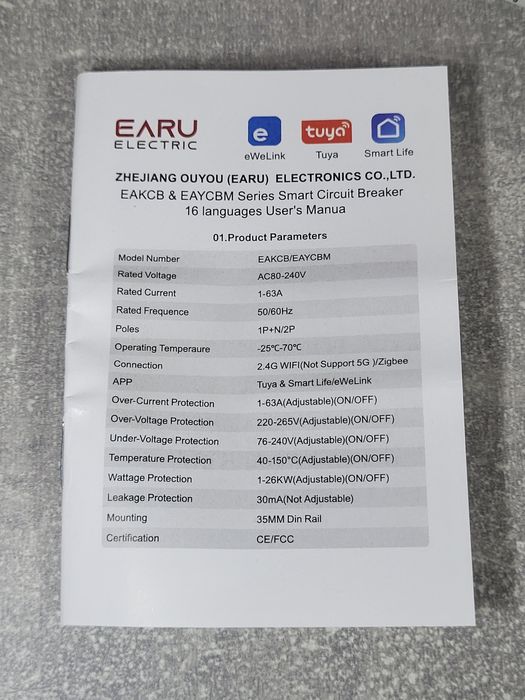 EARU
ELECTRIC
e
eWeLink
tuya
Tuya
Smart Life
ZHEJIANG OUYOU (EARU) ELECTRONICS CO.,LTD.
EAKCB & EAYCBM Series Smart Circuit Breaker
16 languages User's Manua
01.Product Parameters
Model Number EAKCB/EAYCBM
Rated Voltage AC80-240V
Rated Current 1-63A
Rated Frequence 50/60Hz
Poles 1P+N/2P
Operating Temperaure -25℃-70℃
Connection 2.4G WIFI(Not Support 5G )/Zigbee
APP Tuya & Smart Life/eWeLink
Over-Current Protection 1-63A(Adjustable)(ON/OFF)
Over-Voltage Protection 220-265V(Adjustable)(ON/OFF)
Under-Voltage Protection 76-240V(Adjustable)(ON/OFF)
Temperature Protection 40-150°C(Adjustable)(ON/OFF)
Wattage Protection 1-26KW(Adjustable)(ON/OFF)
Leakage Protection 30mA(Not Adjustable)
Mounting 35MM Din Rail
Certification CE/FCC